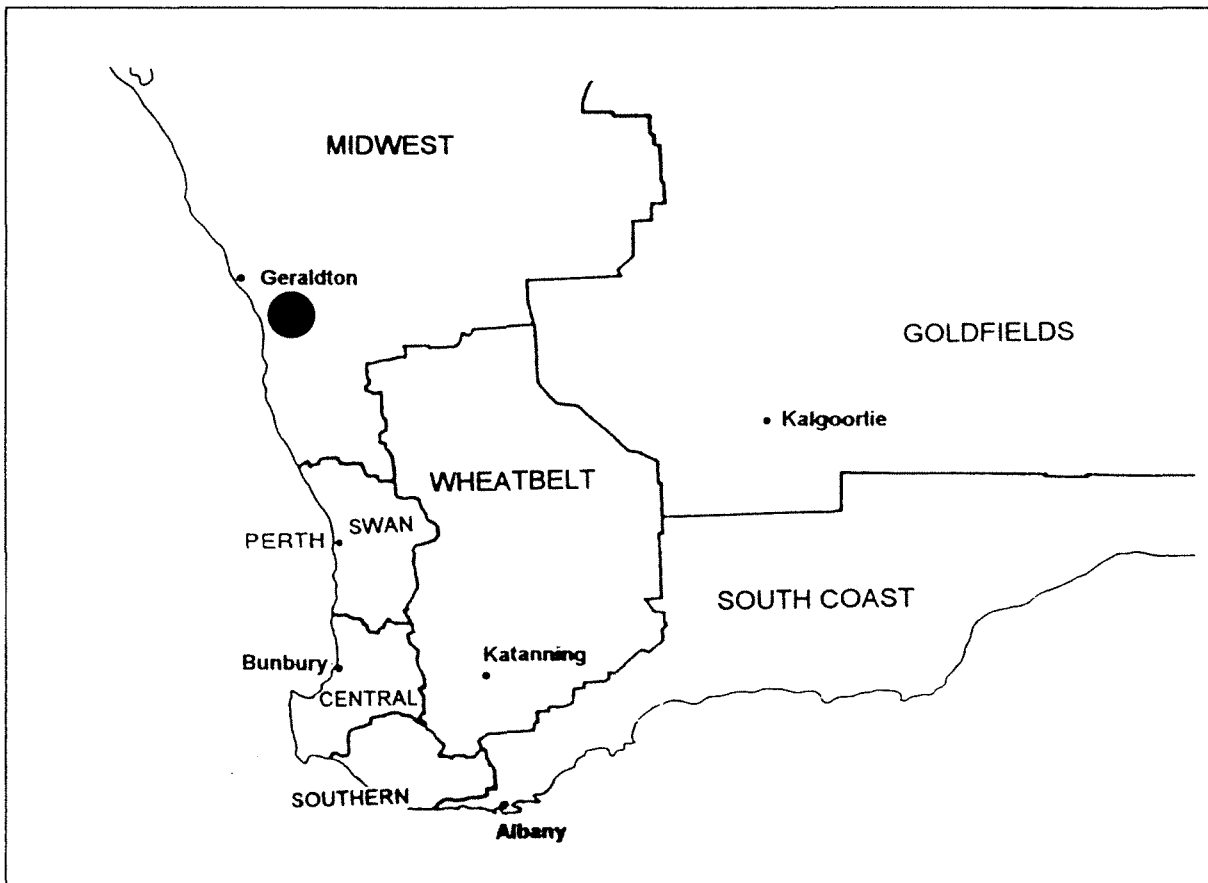 MIDWEST
Geraldton
GOLDFIELDS
Kalgoorlie
WHEATBELT
SWAN
PERTH
SOUTH COAST
Katanning
Bunbury
CENTRAL
SOUTHERN
Albany